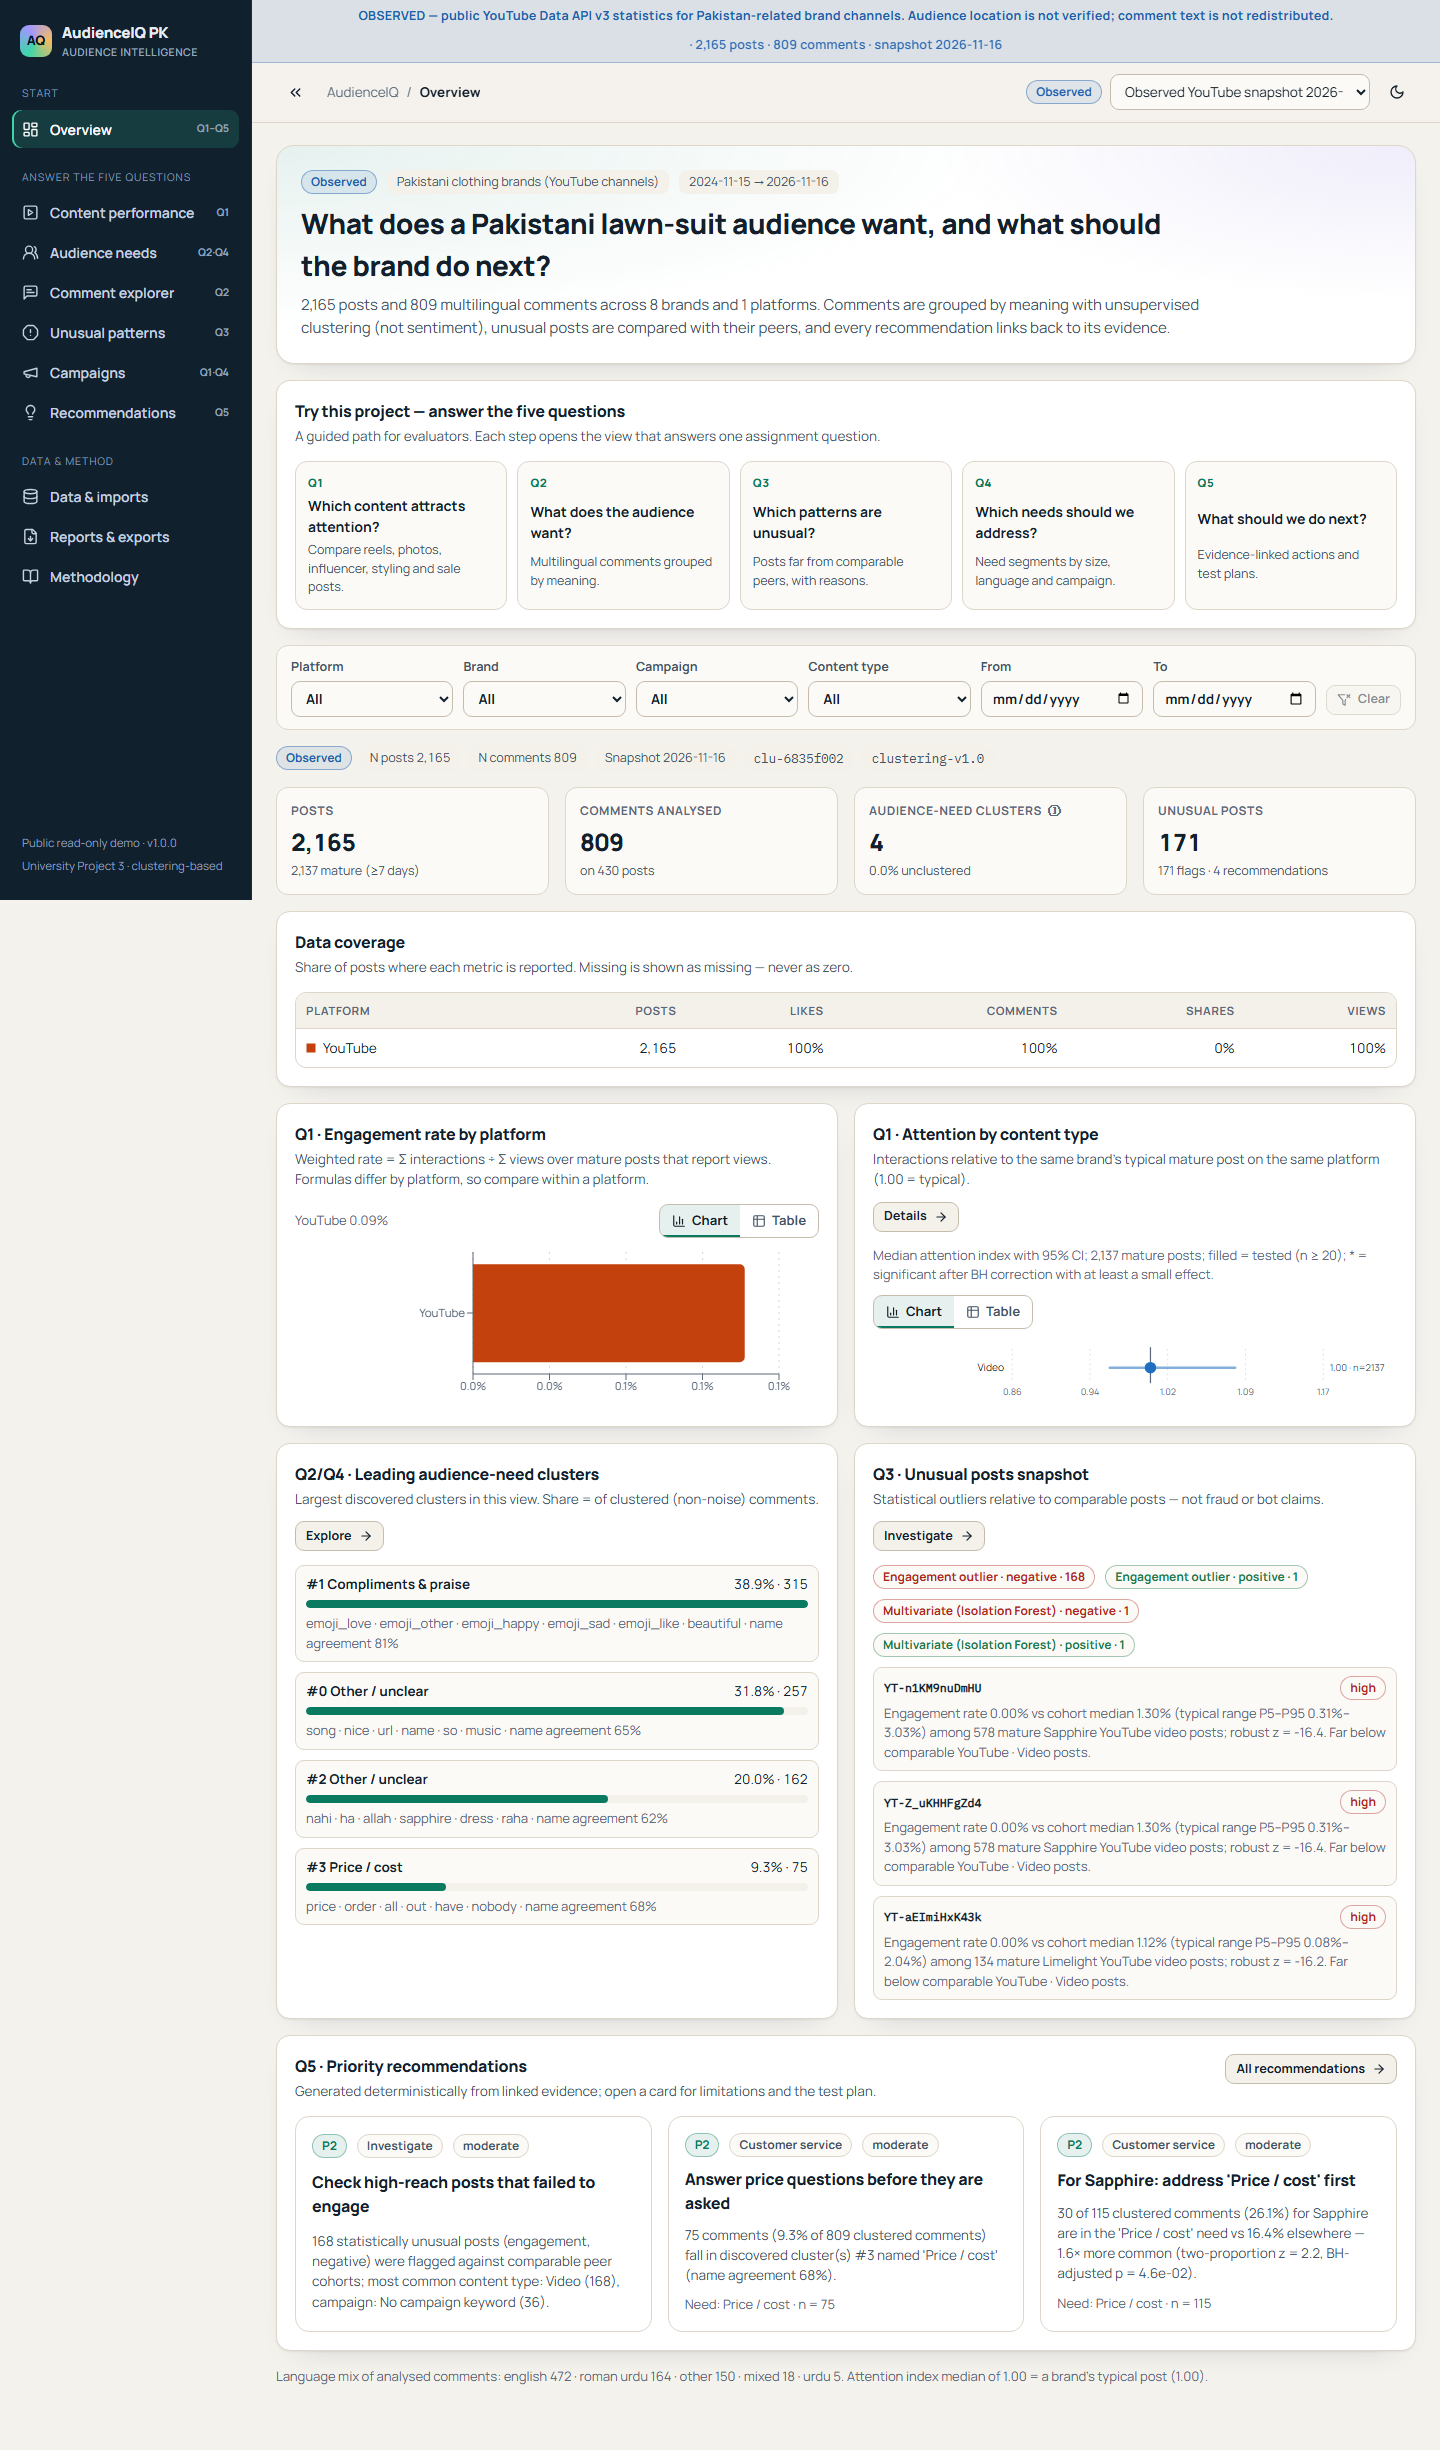 AQ
AudienceIQ PK
AUDIENCE INTELLIGENCE
START
Overview Q1-Q5
ANSWER THE FIVE QUESTIONS
Content performance Q1
Audience needs Q2·Q4
Comment explorer Q2
Unusual patterns Q3
Campaigns Q1·Q4
Recommendations Q5
DATA & METHOD
Data & imports
Reports & exports
Methodology
Public read-only demo · v1.0.0
University Project 3 · clustering-based
OBSERVED — public YouTube Data API v3 statistics for Pakistan-related brand channels. Audience location is not verified; comment text is not redistributed.
· 2,165 posts · 809 comments · snapshot 2026-11-16
AudienceIQ / Overview
Observed
Observed YouTube snapshot 2026-
Observed Pakistani clothing brands (YouTube channels) 2024-11-15 → 2026-11-16
What does a Pakistani lawn-suit audience want, and what should
the brand do next?
2,165 posts and 809 multilingual comments across 8 brands and 1 platforms. Comments are grouped by meaning with unsupervised
clustering (not sentiment), unusual posts are compared with their peers, and every recommendation links back to its evidence.
Try this project — answer the five questions
A guided path for evaluators. Each step opens the view that answers one assignment question.
Q1
Which content attracts
attention?
Compare reels, photos,
influencer, styling and sale
posts.
Q2
What does the audience
want?
Multilingual comments grouped
by meaning.
Q3
Which patterns are
unusual?
Posts far from comparable
peers, with reasons.
Q4
Which needs should we
address?
Need segments by size,
language and campaign.
Q5
What should we do next?
Evidence-linked actions and
test plans.
Platform Brand Campaign Content type From To
All All All All mm/dd/yyyy mm/dd/yyyy Clear
Observed N posts 2,165 N comments 809 Snapshot 2026-11-16 clu-6835f002 clustering-v1.0
POSTS
2,165
2,137 mature (≥7 days)
COMMENTS ANALYSED
809
on 430 posts
AUDIENCE-NEED CLUSTERS
4
0.0% unclustered
UNUSUAL POSTS
171
171 flags · 4 recommendations
Data coverage
Share of posts where each metric is reported. Missing is shown as missing — never as zero.
PLATFORM POSTS LIKES COMMENTS SHARES VIEWS
YouTube 2,165 100% 100% 0% 100%
Q1 · Engagement rate by platform
Weighted rate = Σ interactions ÷ Σ views over mature posts that report views.
Formulas differ by platform, so compare within a platform.
YouTube 0.09% Chart Table
YouTube
0.0% 0.0% 0.1% 0.1% 0.1%
Q1 · Attention by content type
Interactions relative to the same brand's typical mature post on the same platform
(1.00 = typical).
Details →
Median attention index with 95% CI; 2,137 mature posts; filled = tested (n ≥ 20); * =
significant after BH correction with at least a small effect.
Chart Table
Video 1.00 · n=2137
0.86 0.94 1.02 1.09 1.17
Q2/Q4 · Leading audience-need clusters
Largest discovered clusters in this view. Share = of clustered (non-noise) comments.
Explore →
#1 Compliments & praise 38.9% · 315
emoji_love · emoji_other · emoji_happy · emoji_sad · emoji_like · beautiful · name
agreement 81%
#0 Other / unclear 31.8% · 257
song · nice · url · name · so · music · name agreement 65%
#2 Other / unclear 20.0% · 162
nahi · ha · allah · sapphire · dress · raha · name agreement 62%
#3 Price / cost 9.3% · 75
price · order · all · out · have · nobody · name agreement 68%
Q3 · Unusual posts snapshot
Statistical outliers relative to comparable posts — not fraud or bot claims.
Investigate →
Engagement outlier · negative · 168 Engagement outlier · positive · 1
Multivariate (Isolation Forest) · negative · 1
Multivariate (Isolation Forest) · positive · 1
YT-n1KM9nuDmHU high
Engagement rate 0.00% vs cohort median 1.30% (typical range P5–P95 0.31%–
3.03%) among 578 mature Sapphire YouTube video posts; robust z = -16.4. Far below
comparable YouTube · Video posts.
YT-Z_uKHHFgZd4 high
Engagement rate 0.00% vs cohort median 1.30% (typical range P5–P95 0.31%–
3.03%) among 578 mature Sapphire YouTube video posts; robust z = -16.4. Far below
comparable YouTube · Video posts.
YT-aEImiHxK43k high
Engagement rate 0.00% vs cohort median 1.12% (typical range P5–P95 0.08%–
2.04%) among 134 mature Limelight YouTube video posts; robust z = -16.2. Far
below comparable YouTube · Video posts.
Q5 · Priority recommendations
Generated deterministically from linked evidence; open a card for limitations and the test plan.
All recommendations →
P2 Investigate moderate
Check high-reach posts that failed to
engage
168 statistically unusual posts (engagement,
negative) were flagged against comparable peer
cohorts; most common content type: Video (168),
campaign: No campaign keyword (36).
P2 Customer service moderate
Answer price questions before they are
asked
75 comments (9.3% of 809 clustered comments)
fall in discovered cluster(s) #3 named 'Price / cost'
(name agreement 68%).
Need: Price / cost · n = 75
P2 Customer service moderate
For Sapphire: address 'Price / cost' first
30 of 115 clustered comments (26.1%) for Sapphire
are in the 'Price / cost' need vs 16.4% elsewhere —
1.6× more common (two-proportion z = 2.2, BH-
adjusted p = 4.6e-02).
Need: Price / cost · n = 115
Language mix of analysed comments: english 472 · roman urdu 164 · other 150 · mixed 18 · urdu 5. Attention index median of 1.00 = a brand's typical post (1.00).